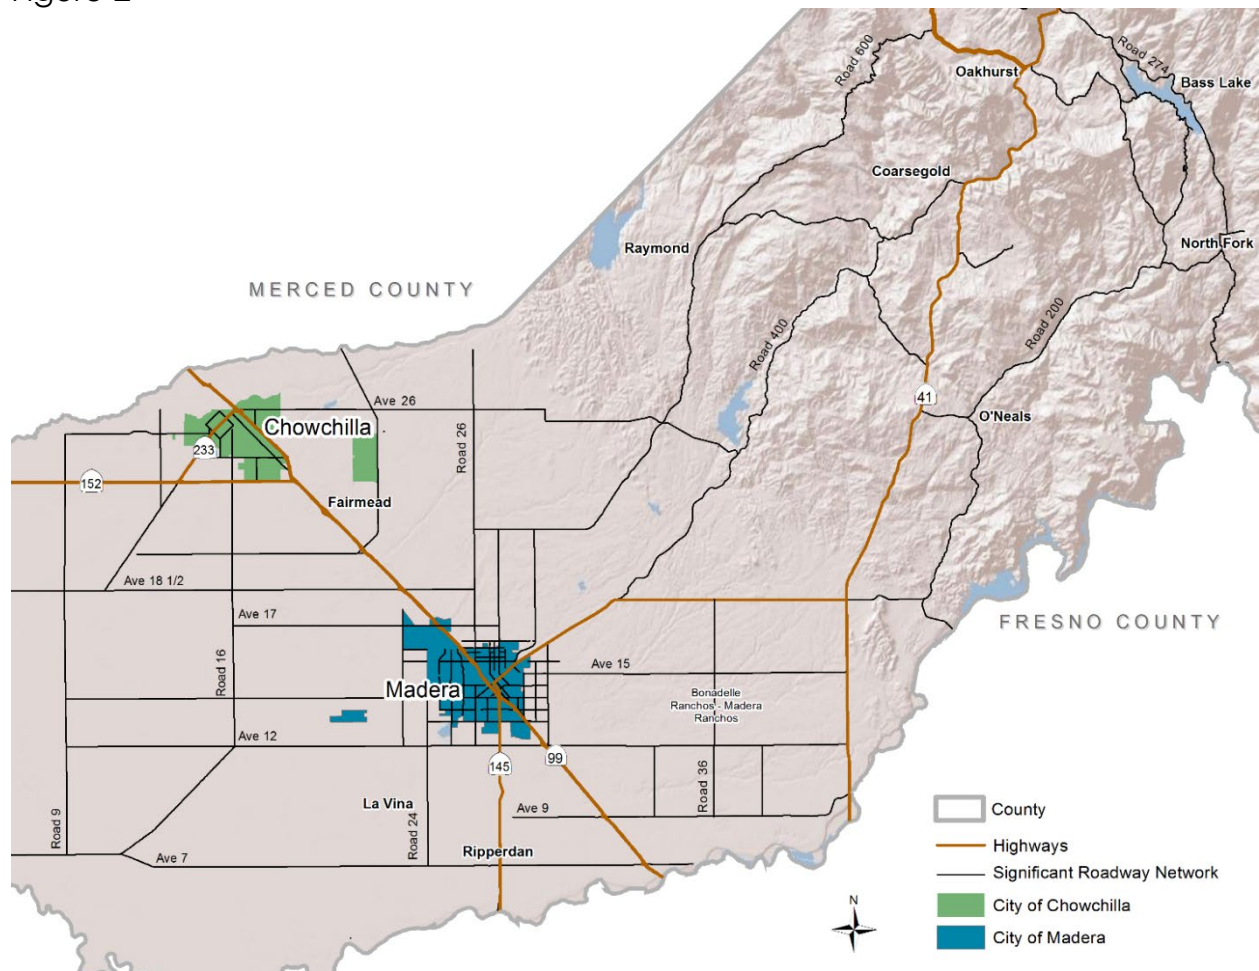 Road 600
Oakhurst
Road 274
Bass Lake
Coarsegold
Raymond
North Fork
MERCED COUNTY
Road 200
Road 400
41
Ave 26
Chowchilla
O'Neals
233
Road 26
152
Fairmead
Ave 18 1/2
Ave 17
FRESNO COUNTY
Road 16
Ave 15
Madera
Bonadelle
Ranchos - Madera
Ranchos
Ave 12
99
145
Road 36
La Vina
Ave 9
Road 9
Road 24
Ripperdan
Ave 7
County
Highways
Significant Roadway Network
N
City of Chowchilla
City of Madera